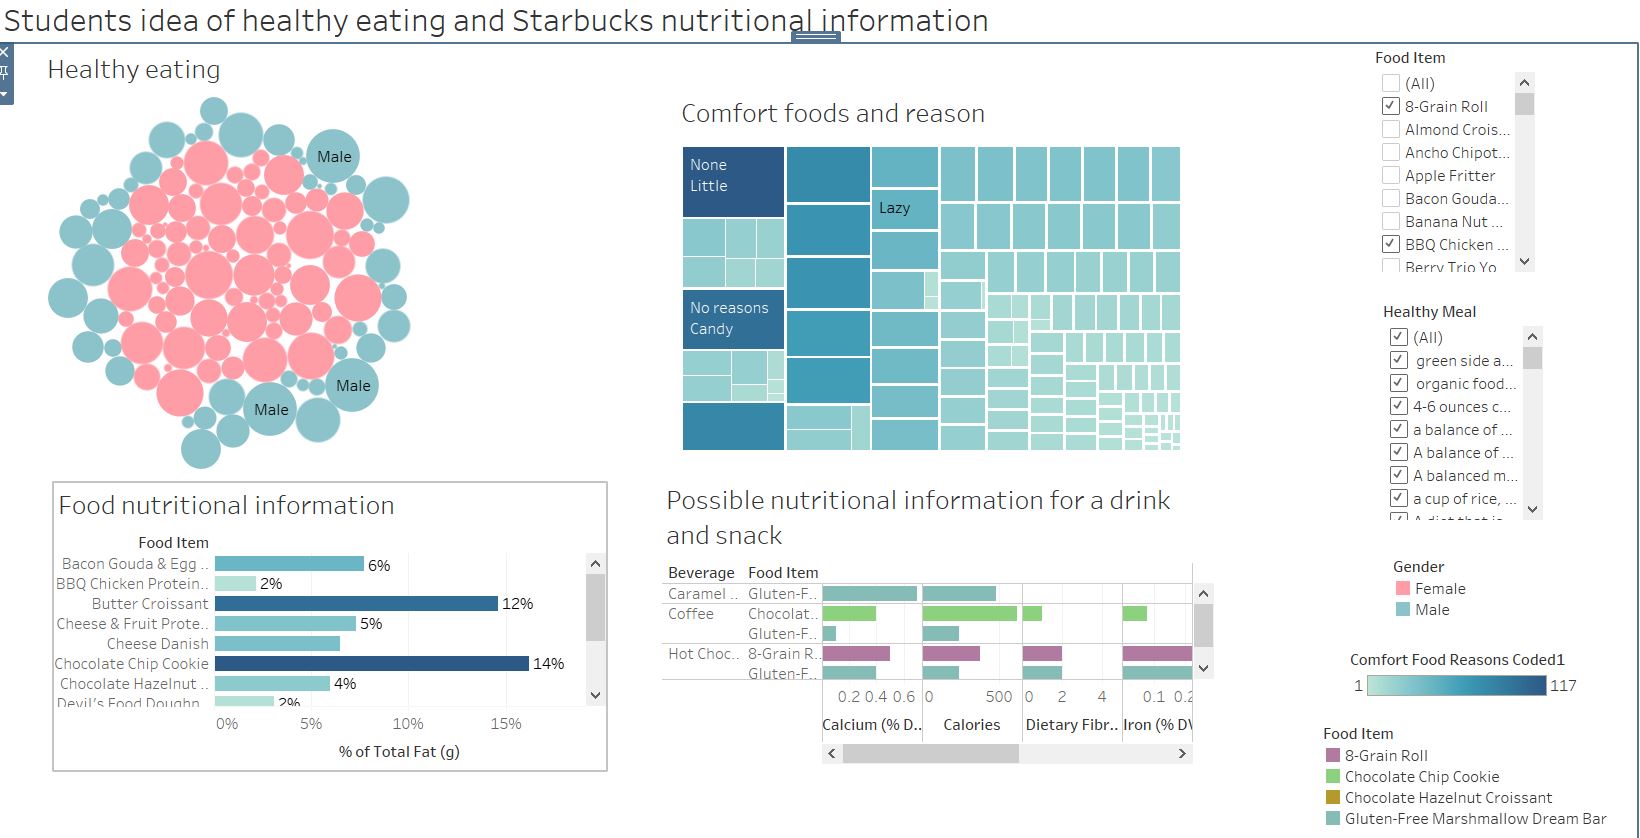 Students idea of healthy eating and Starbucks nutritional information
Healthy eating
Male
Male
Male
Comfort foods and reason
None
Little
Lazy
No reasons
Candy
Food nutritional information
Food Item
Bacon Gouda & Egg ..
6%
BBQ Chicken Protein..
2%
Butter Croissant
12%
Cheese & Fruit Prote..
5%
Cheese Danish
Chocolate Chip Cookie
14%
Chocolate Hazelnut ..
4%
Devil's Food Doughn..
2%
0% 5% 10% 15%
% of Total Fat (g)
Possible nutritional information for a drink
and snack
Beverage Food Item
Caramel .. Gluten-F..
Coffee Chocolat..
Gluten-F..
Hot Choc.. 8-Grain R..
Gluten-F..
0.2 0.4 0.6 0 500 0 2 4 0.1 0.2
Calcium (% D.. Calories Dietary Fibr.. Iron (% DV
Food Item
(All)
8-Grain Roll
Almond Crois...
Ancho Chipot...
Apple Fritter
Bacon Gouda...
Banana Nut ...
BBQ Chicken ...
Berry Trio Yo
Healthy Meal
(All)
green side a...
organic food...
4-6 ounces c...
a balance of ...
A balance of ...
A balanced m...
a cup of rice, ...
A diet that is
Gender
Female
Male
Comfort Food Reasons Coded1
1 117
Food Item
8-Grain Roll
Chocolate Chip Cookie
Chocolate Hazelnut Croissant
Gluten-Free Marshmallow Dream Bar